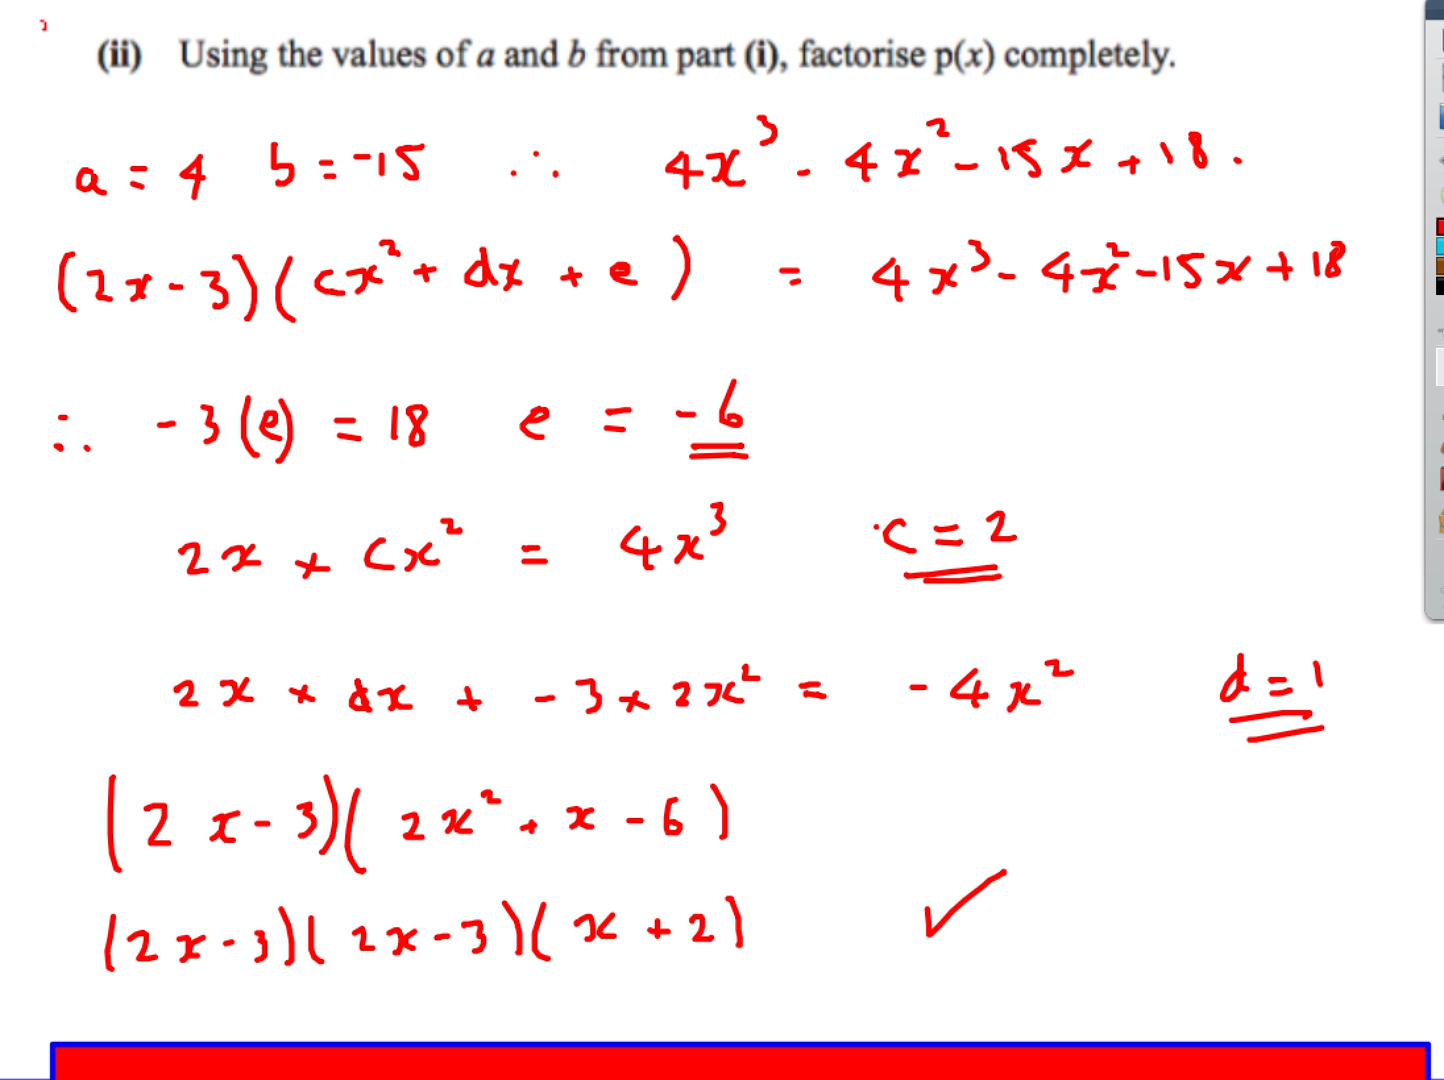 (ii) Using the values of a and b from part (i), factorise p(x) completely.
a = 4 b = -15 ∴ 4x³ - 4x² - 15x + 18.
(2x - 3)(cx² + dx + e) = 4x³ - 4x² - 15x + 18
∴ -3(e) = 18 e = -6
2x × cx² = 4x³ c = 2
2x × dx + -3 × 2x² = -4x² d = 1
(2x - 3)(2x² + x - 6)
(2x - 3)(2x - 3)(x + 2) ✓